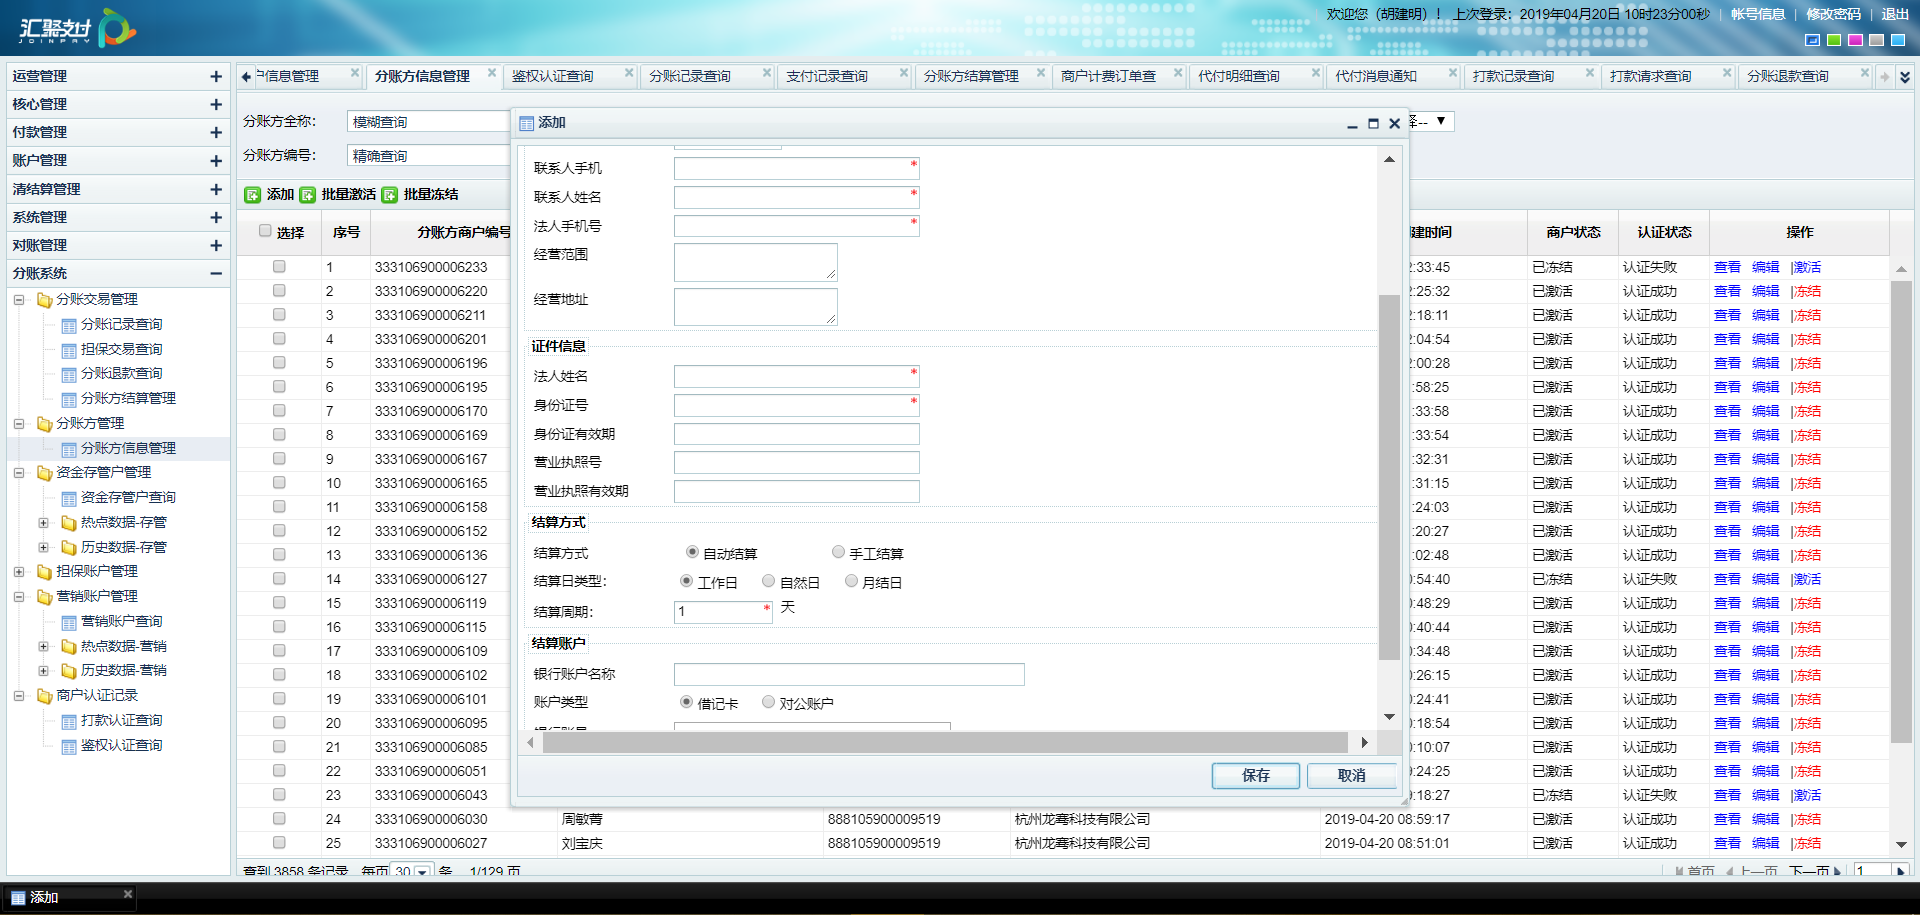 汇聚支付
JOINPAY
欢迎您（胡建明）！ 上次登录：2019年04月20日 10时23分00秒 | 帐号信息 | 修改密码 | 退出
运营管理
核心管理
付款管理
账户管理
清结算管理
系统管理
对账管理
分账系统
分账交易管理
分账记录查询
担保交易查询
分账退款查询
分账方结算管理
分账方管理
分账方信息管理
资金存管户管理
资金存管户查询
热点数据-存管
历史数据-存管
担保账户管理
营销账户管理
营销账户查询
热点数据-营销
历史数据-营销
商户认证记录
打款认证查询
鉴权认证查询
信息管理 分账方信息管理 鉴权认证查询 分账记录查询 支付记录查询 分账方结算管理 商户计费订单查 代付明细查询 代付消息通知 打款记录查询 打款请求查询 分账退款查询
分账方全称： 模糊查询
分账方编号： 精确查询
添加 批量激活 批量冻结
选择 序号 分账方商户编号 建时间 商户状态 认证状态 操作
1 333106900006233 :33:45 已冻结 认证失败 查看 编辑 |激活
2 333106900006220 :25:32 已激活 认证成功 查看 编辑 |冻结
3 333106900006211 :18:11 已激活 认证成功 查看 编辑 |冻结
4 333106900006201 :04:54 已激活 认证成功 查看 编辑 |冻结
5 333106900006196 :00:28 已激活 认证成功 查看 编辑 |冻结
6 333106900006195 :58:25 已激活 认证成功 查看 编辑 |冻结
7 333106900006170 :33:58 已激活 认证成功 查看 编辑 |冻结
8 333106900006169 :33:54 已激活 认证成功 查看 编辑 |冻结
9 333106900006167 :32:31 已激活 认证成功 查看 编辑 |冻结
10 333106900006165 :31:15 已激活 认证成功 查看 编辑 |冻结
11 333106900006158 :24:03 已激活 认证成功 查看 编辑 |冻结
12 333106900006152 :20:27 已激活 认证成功 查看 编辑 |冻结
13 333106900006136 :02:48 已激活 认证成功 查看 编辑 |冻结
14 333106900006127 :54:40 已冻结 认证失败 查看 编辑 |激活
15 333106900006119 :48:29 已激活 认证成功 查看 编辑 |冻结
16 333106900006115 :40:44 已激活 认证成功 查看 编辑 |冻结
17 333106900006109 :34:48 已激活 认证成功 查看 编辑 |冻结
18 333106900006102 :26:15 已激活 认证成功 查看 编辑 |冻结
19 333106900006101 :24:41 已激活 认证成功 查看 编辑 |冻结
20 333106900006095 :18:54 已激活 认证成功 查看 编辑 |冻结
21 333106900006085 :10:07 已激活 认证成功 查看 编辑 |冻结
22 333106900006051 :24:25 已激活 认证成功 查看 编辑 |冻结
23 333106900006043 :18:27 已冻结 认证失败 查看 编辑 |激活
24 333106900006030 周敏菁 888105900009519 杭州龙骞科技有限公司 2019-04-20 08:59:17 已激活 认证成功 查看 编辑 |冻结
25 333106900006027 刘宝庆 888105900009519 杭州龙骞科技有限公司 2019-04-20 08:51:01 已激活 认证成功 查看 编辑 |冻结
查到 3858 条记录 每页 30 条 1/129 页 首页 上一页 下一页 1
添加
联系人手机 *
联系人姓名 *
法人手机号 *
经营范围
经营地址
证件信息
法人姓名 *
身份证号 *
身份证有效期
营业执照号
营业执照有效期
结算方式
结算方式 自动结算 手工结算
结算日类型： 工作日 自然日 月结日
结算周期： 1 * 天
结算账户
银行账户名称
账户类型 借记卡 对公账户
保存 取消
添加